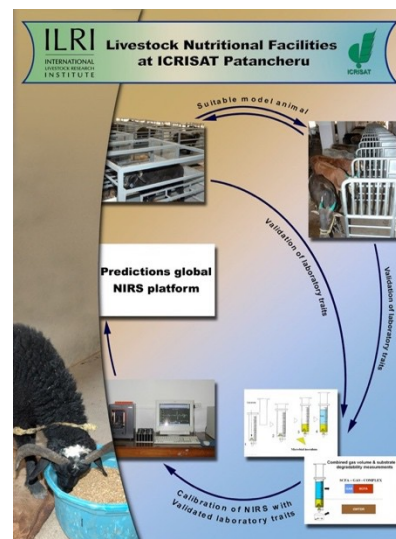 ILRI
INTERNATIONAL
LIVESTOCK RESEARCH
INSTITUTE
Livestock Nutritional Facilities
at ICRISAT Patancheru
ICRISAT
Suitable model animal
Validation of laboratory traits
Validation of laboratory traits
Predictions global
NIRS platform
Combined gas volume & substrate
degradability measurements
Calibration of NIRS with
Validated laboratory traits